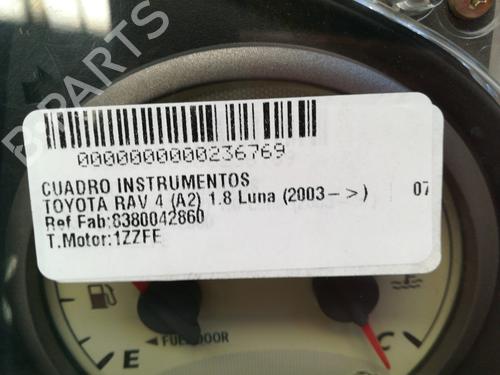 B-PARTS
0000000000236769
CUADRO INSTRUMENTOS
TOYOTA RAV 4 (A2) 1.8 Luna (2003-> ) 07
Ref Fab:8380042860
T.Motor:1ZZFE
E
◄ FUEL DOOR
C